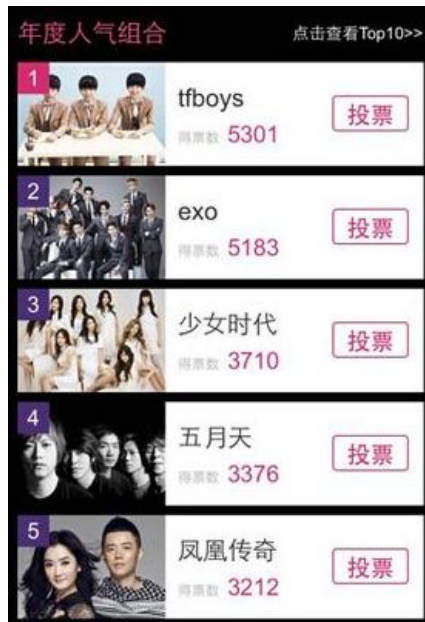 年度人气组合
点击查看Top10>>
1
tfboys
得票数 5301
投票
2
exo
得票数 5183
投票
3
少女时代
得票数 3710
投票
4
五月天
得票数 3376
投票
5
凤凰传奇
得票数 3212
投票